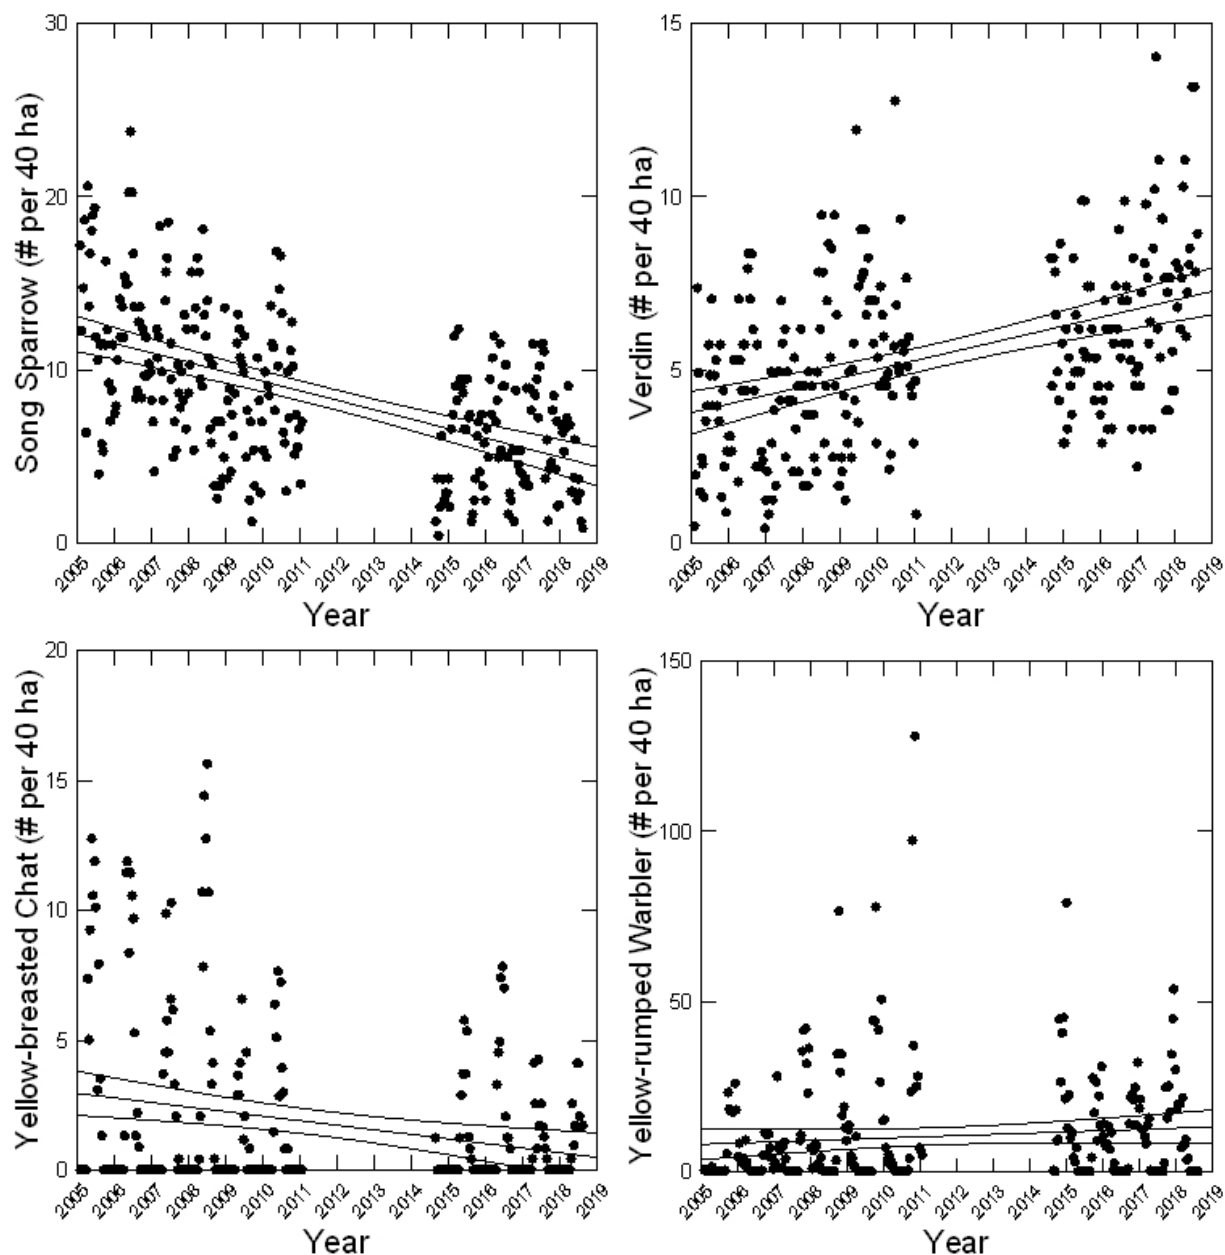 Song Sparrow (# per 40 ha)
30
20
10
0
2005 2006 2007 2008 2009 2010 2011 2012 2013 2014 2015 2016 2017 2018 2019
Year
Verdin (# per 40 ha)
15
10
5
0
2005 2006 2007 2008 2009 2010 2011 2012 2013 2014 2015 2016 2017 2018 2019
Year
Yellow-breasted Chat (# per 40 ha)
20
15
10
5
0
2005 2006 2007 2008 2009 2010 2011 2012 2013 2014 2015 2016 2017 2018 2019
Year
Yellow-rumped Warbler (# per 40 ha)
150
100
50
0
2005 2006 2007 2008 2009 2010 2011 2012 2013 2014 2015 2016 2017 2018 2019
Year